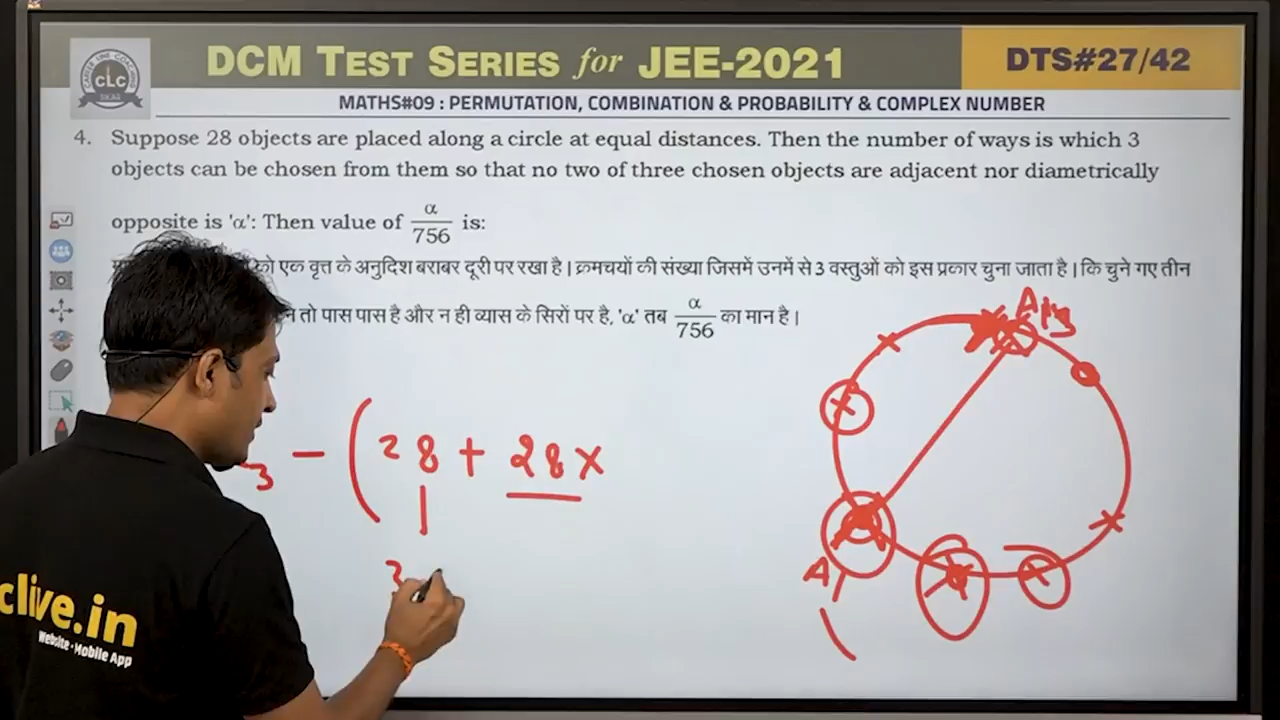 DCM TEST SERIES for JEE-2021
DTS#27/42
CLC
SIKAR
MATHS#09 : PERMUTATION, COMBINATION & PROBABILITY & COMPLEX NUMBER
4. Suppose 28 objects are placed along a circle at equal distances. Then the number of ways is which 3
objects can be chosen from them so that no two of three chosen objects are adjacent nor diametrically
opposite is 'α': Then value of α/756 is:
को एक वृत्त के अनुदिश बराबर दूरी पर रखा है। क्रमचयों की संख्या जिसमें उनमें से 3 वस्तुओं को इस प्रकार चुना जाता है। कि चुने गए तीन
तो पास पास है और न ही व्यास के सिरों पर है, 'α' तब α/756 का मान है।
3 − (28 + 28 x
3
A
clive.in
Website · Mobile App